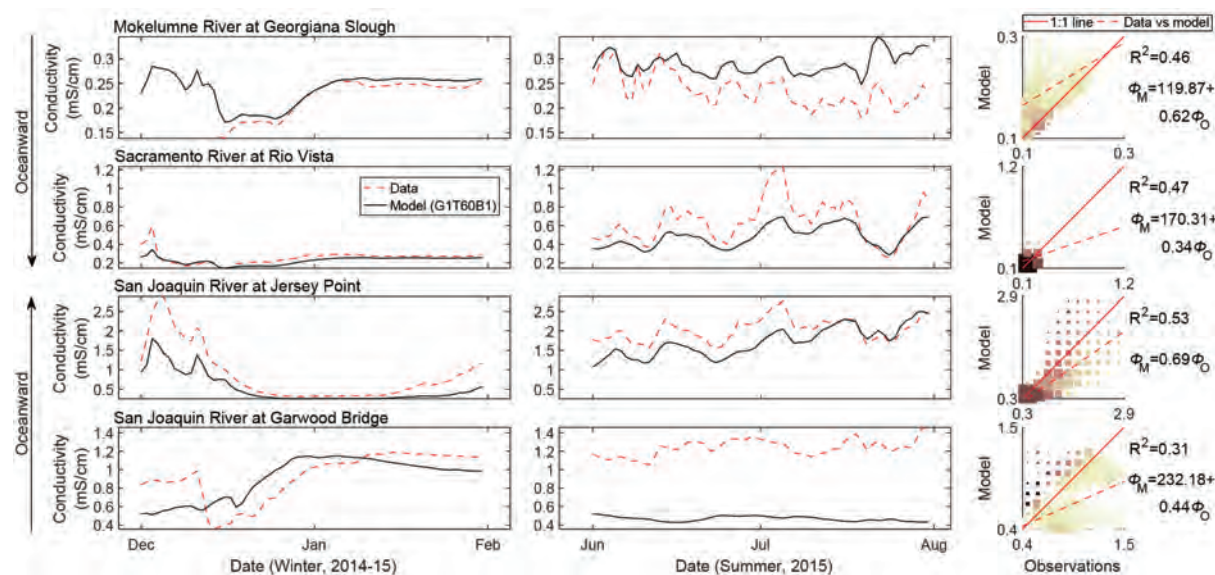 Mokelumne River at Georgiana Slough
1:1 line Data vs model
Oceanward
Conductivity
(mS/cm)
0.3
0.25
0.2
0.15
0.3
0.25
0.2
0.15
Model
0.3
0.1
0.1 0.3
R²=0.46
Φ_M=119.87+
0.62Φ_O
Sacramento River at Rio Vista
Conductivity
(mS/cm)
1
0.8
0.6
0.4
0.2
Data
Model (G1T60B1)
1
0.8
0.6
0.4
0.2
Model
1.2
0.1
0.1 1.2
R²=0.47
Φ_M=170.31+
0.34Φ_O
San Joaquin River at Jersey Point
Oceanward
Conductivity
(mS/cm)
2.5
2
1.5
1
0.5
2.5
2
1.5
1
0.5
Model
2.9
0.3
0.3 2.9
R²=0.53
Φ_M=0.69Φ_O
San Joaquin River at Garwood Bridge
Conductivity
(mS/cm)
1.4
1.2
1
0.8
0.6
0.4
1.4
1.2
1
0.8
0.6
0.4
Model
1.5
0.4
0.4 1.5
R²=0.31
Φ_M=232.18+
0.44Φ_O
Dec Jan Feb
Jun Jul Aug
Date (Winter, 2014-15)
Date (Summer, 2015)
Observations